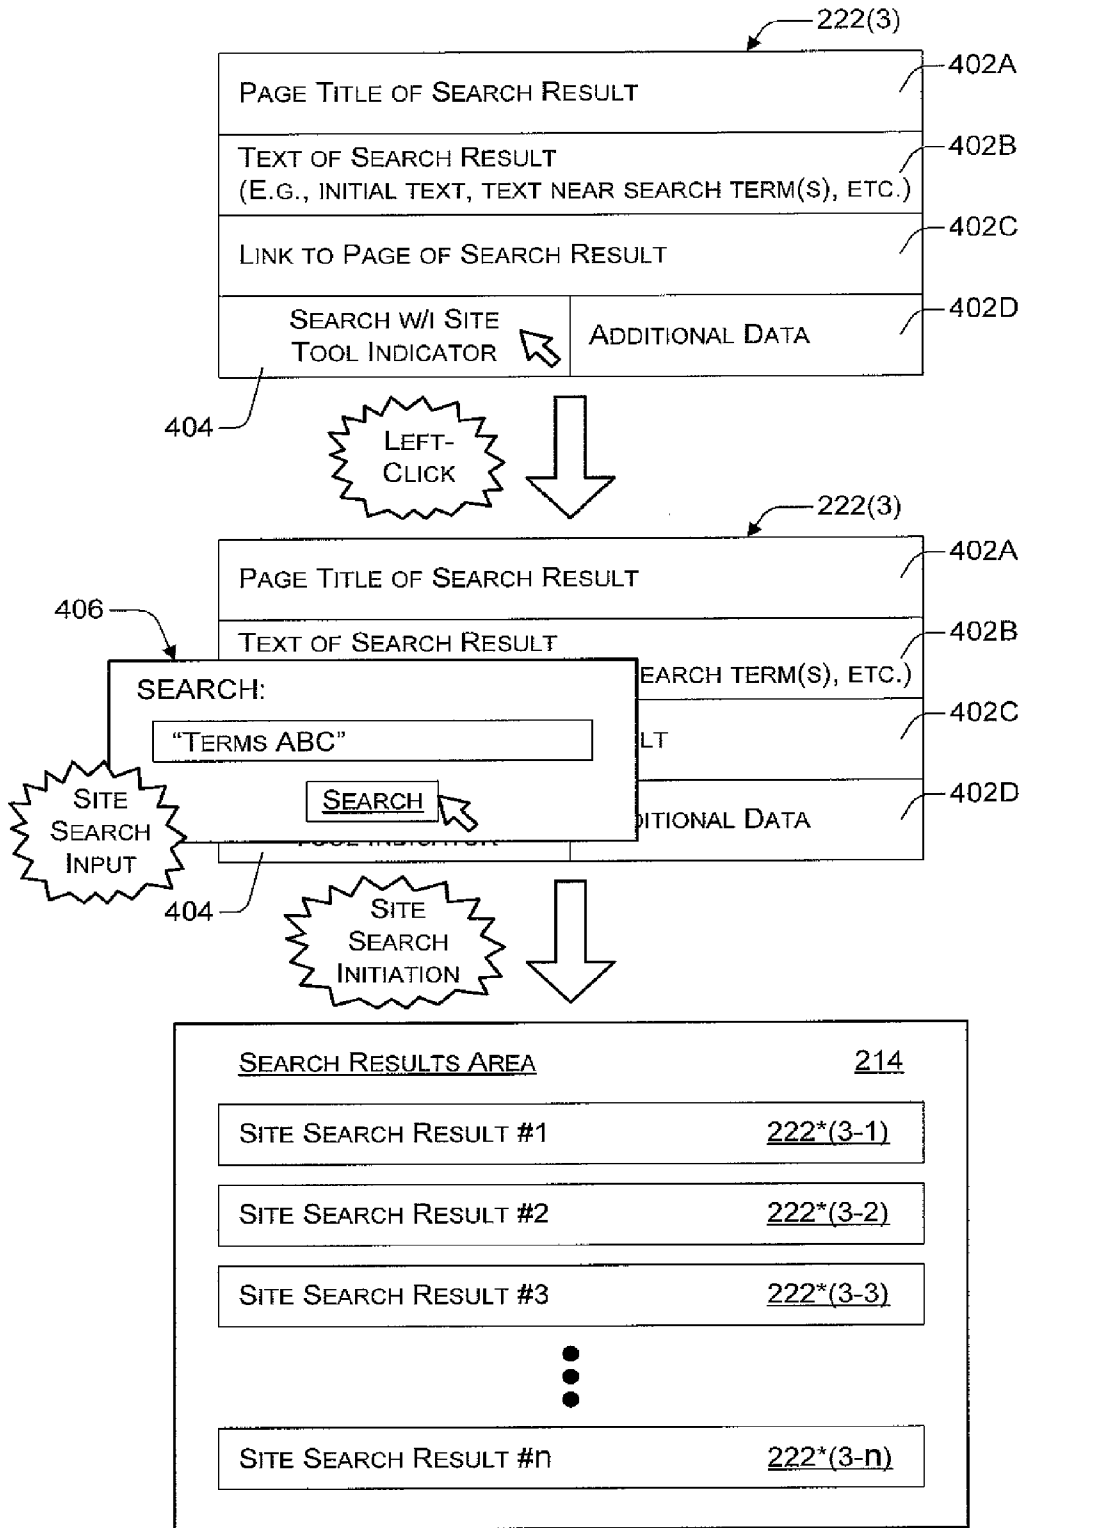 222(3)
PAGE TITLE OF SEARCH RESULT
402A
TEXT OF SEARCH RESULT
402B
(E.G., INITIAL TEXT, TEXT NEAR SEARCH TERM(S), ETC.)
LINK TO PAGE OF SEARCH RESULT
402C
SEARCH W/I SITE
TOOL INDICATOR
ADDITIONAL DATA
402D
404
LEFT-
CLICK
222(3)
PAGE TITLE OF SEARCH RESULT
402A
406
TEXT OF SEARCH RESULT
402B
EARCH TERM(S), ETC.)
SEARCH:
"TERMS ABC"
LT
402C
SEARCH
DITIONAL DATA
402D
TOOL INDICATOR
SITE
SEARCH
INPUT
404
SITE
SEARCH
INITIATION
SEARCH RESULTS AREA 214
SITE SEARCH RESULT #1 222*(3-1)
SITE SEARCH RESULT #2 222*(3-2)
SITE SEARCH RESULT #3 222*(3-3)
SITE SEARCH RESULT #n 222*(3-n)